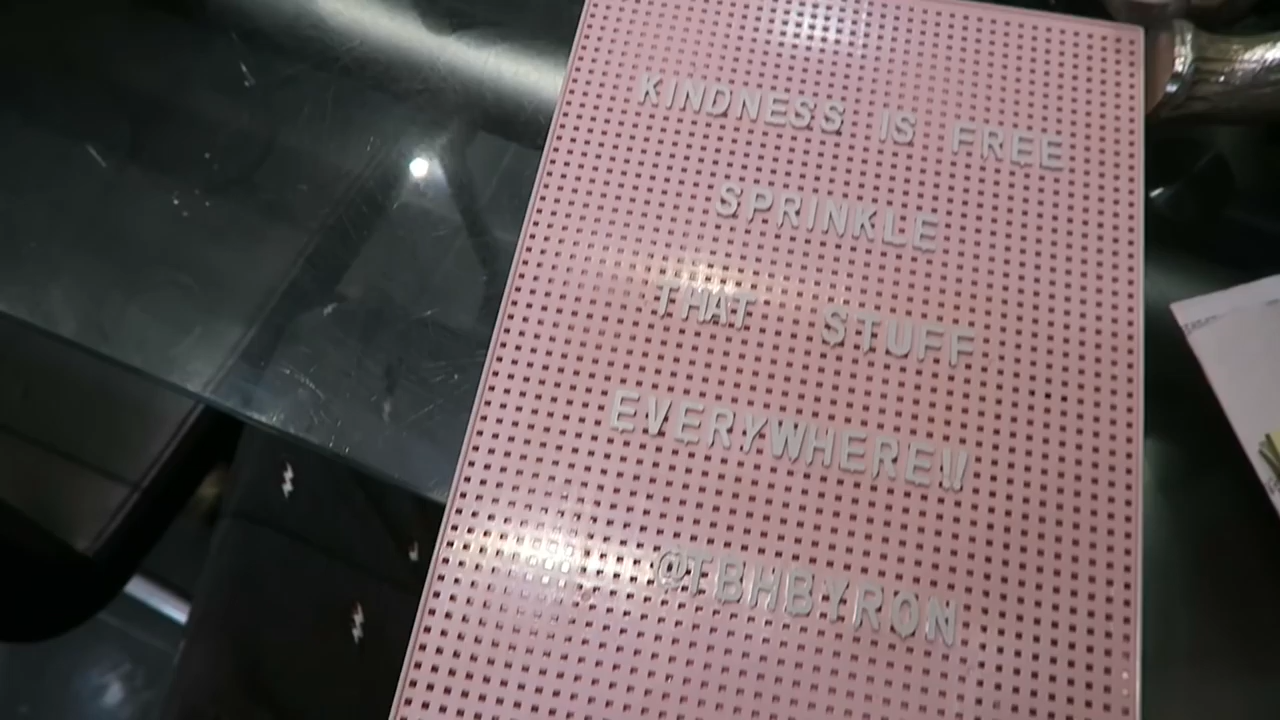 KINDNESS IS FREE
SPRINKLE
THAT STUFF
EVERYWHERE!!
@TBHBYRON